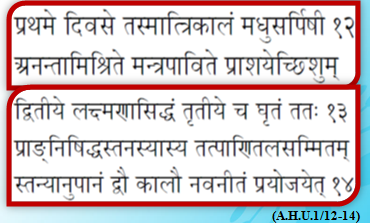 प्रथमे दिवसे तस्मात्रिकालं मधुसर्पिषी १२
अनन्तामिश्रिते मन्त्रपाविते प्राशयेच्छिशुम्
द्वितीये लक्ष्मणासिद्धं तृतीये च घृतं ततः १३
प्राङ्निषिद्धस्तनस्यास्य तत्पाणितलसम्मितम्
स्तन्यानुपानं द्वौ कालौ नवनीतं प्रयोजयेत् १४
(A.H.U.1/12-14)